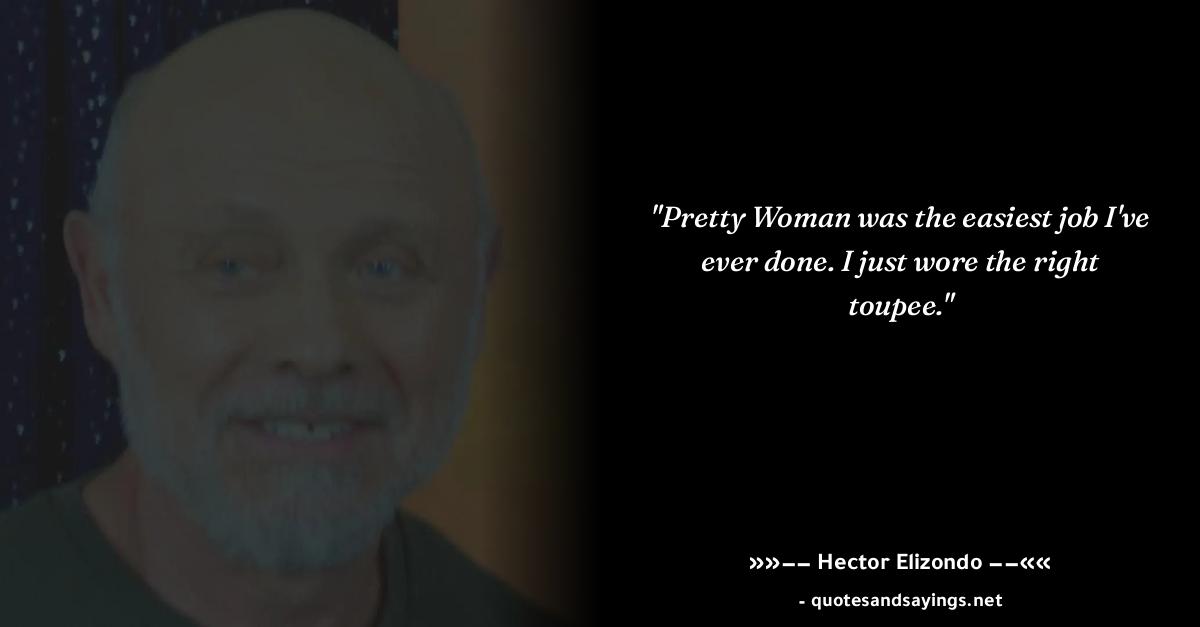 "Pretty Woman was the easiest job I've
ever done. I just wore the right
toupee."
»»–– Hector Elizondo ––««
- quotesandsayings.net